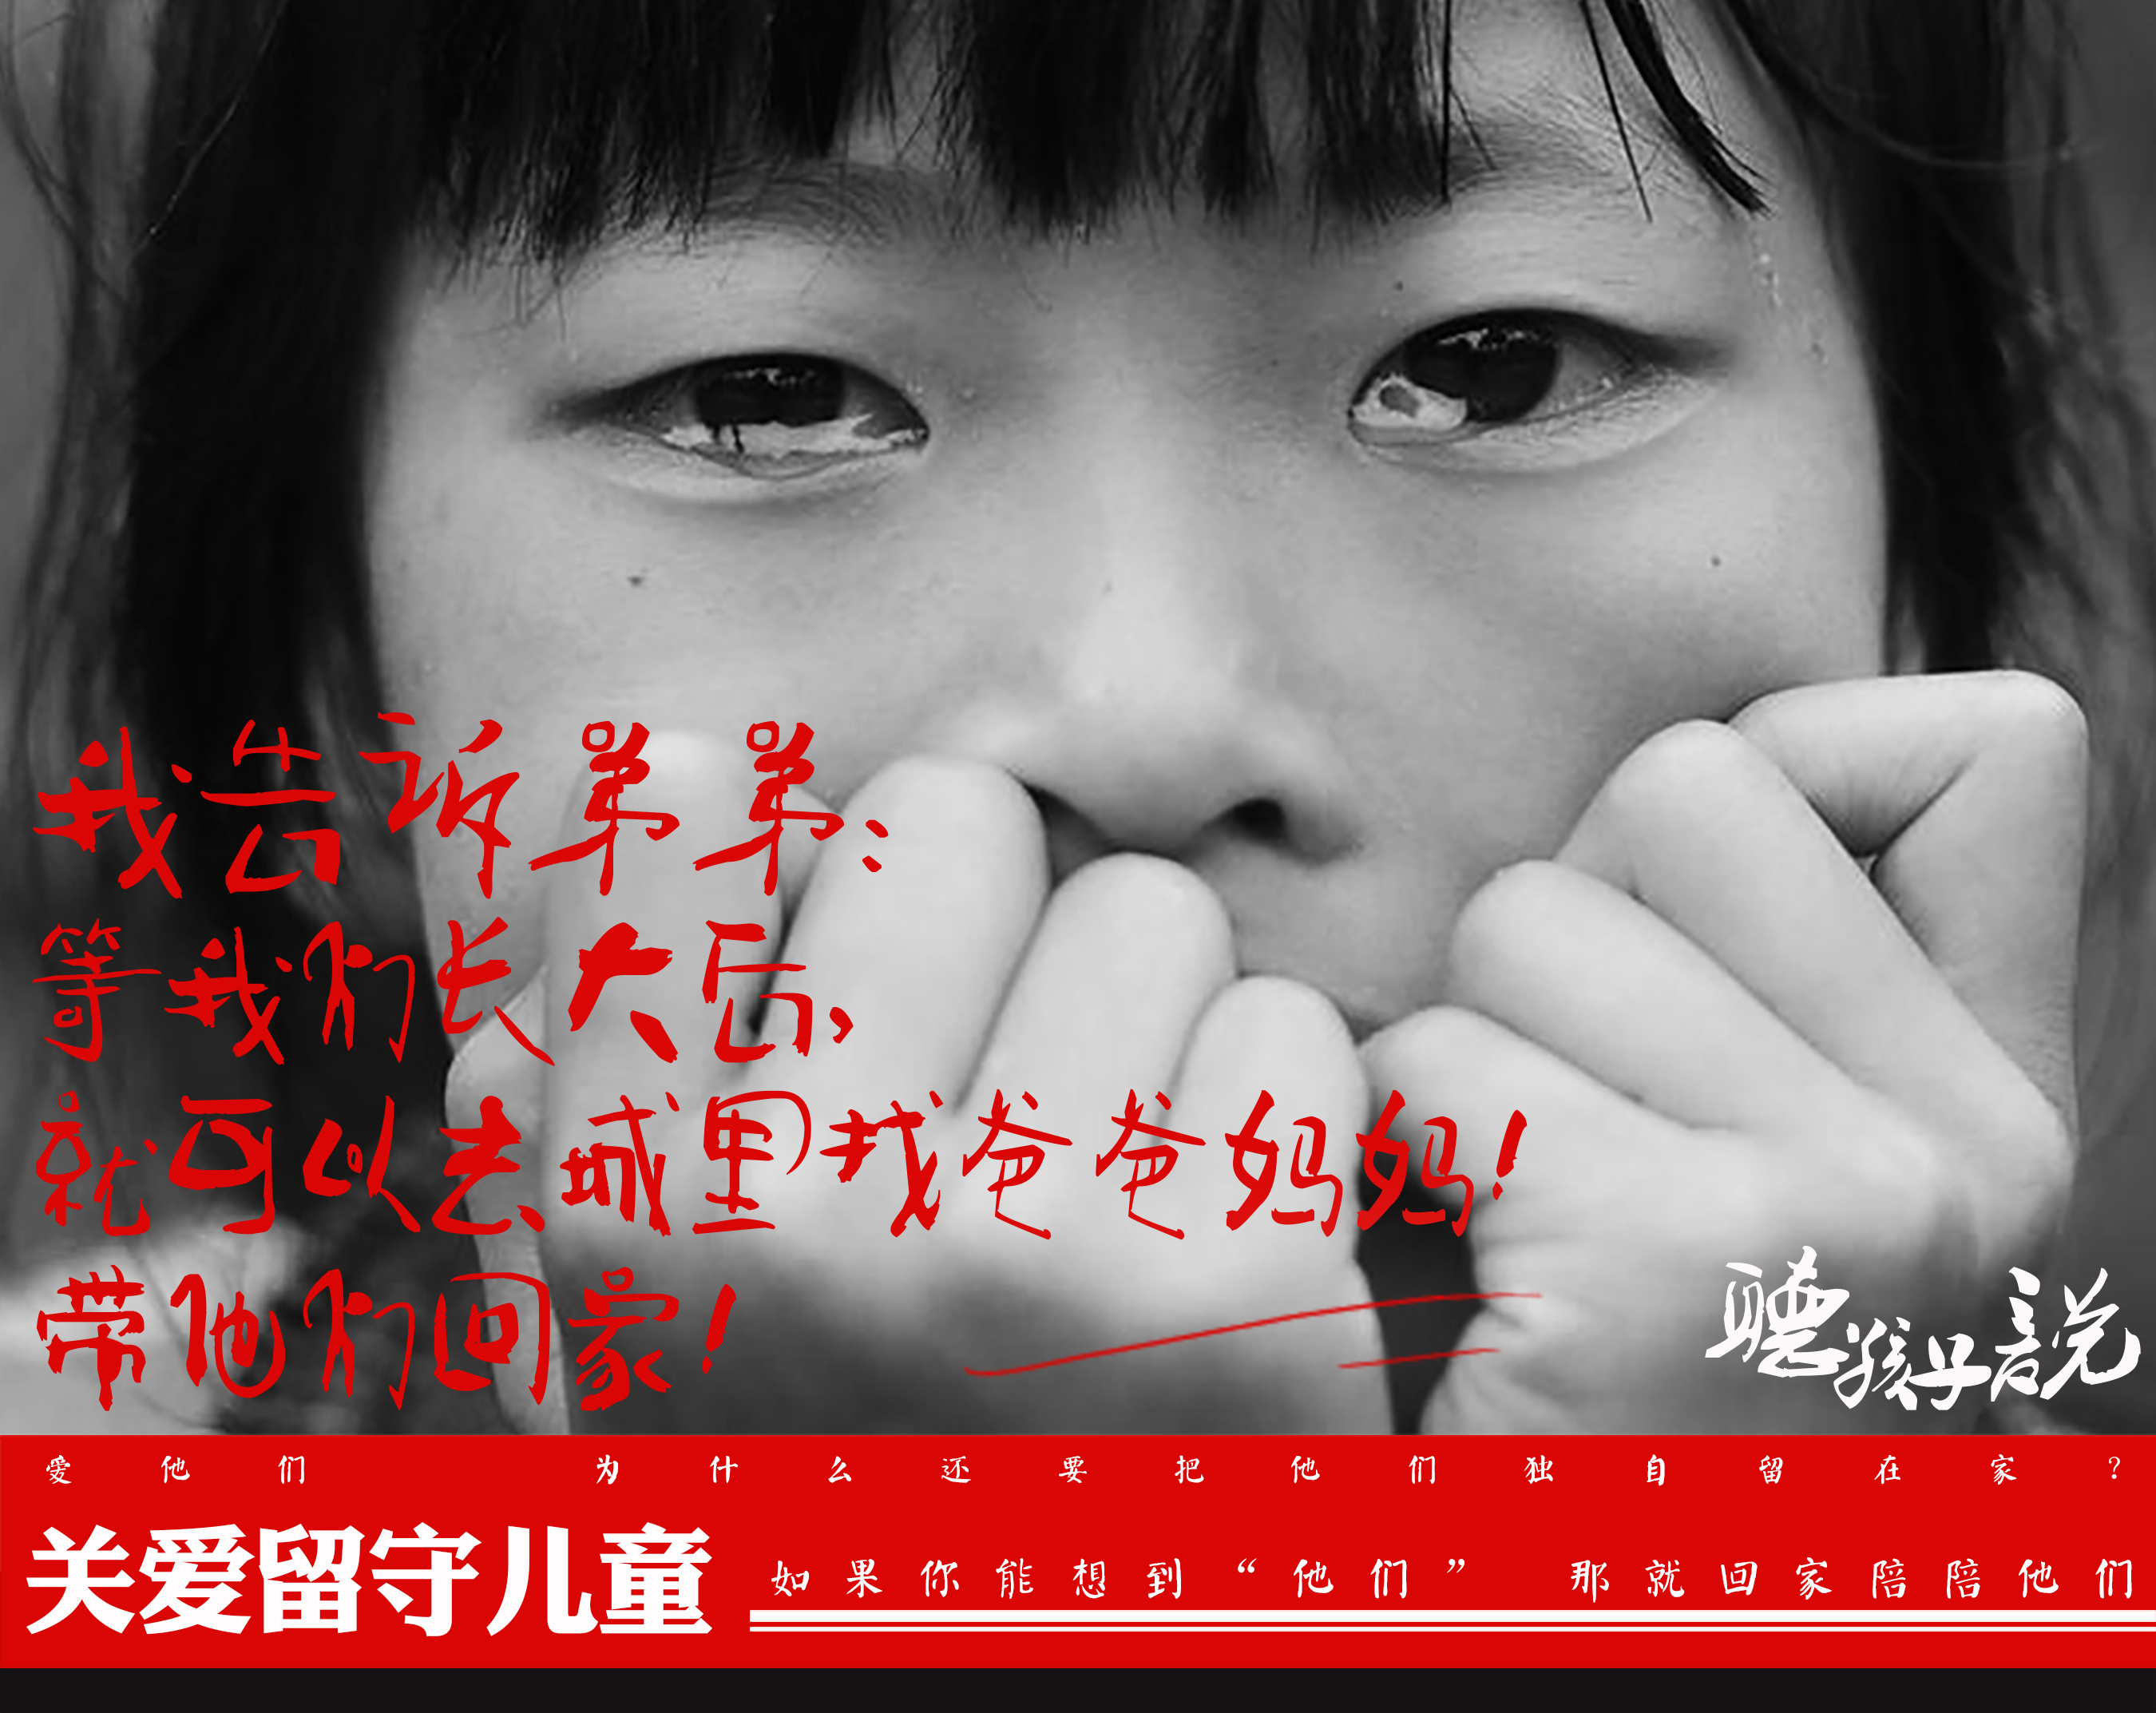 我告诉弟弟：
等我们长大后，
就可以去城里找爸爸妈妈！
带他们回家！
聽孩子說
爱他们 为什么还要把他们独自留在家？
关爱留守儿童
如果你能想到“他们” 那就回家陪陪他们